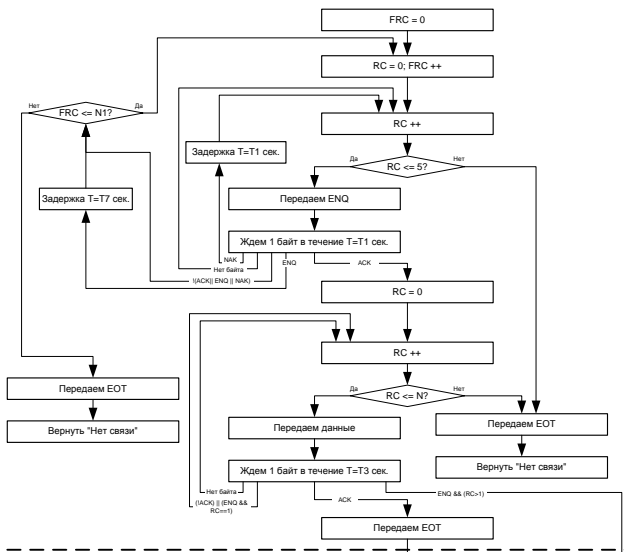 FRC = 0
RC = 0; FRC ++
Нет
FRC <= N1?
Да
RC ++
Задержка T=T1 сек.
Да
RC <= 5?
Нет
Задержка T=T7 сек.
Передаем ENQ
Ждем 1 байт в течение T=T1 сек.
NAK
Нет байта
!(ACK|| ENQ || NAK)
ENQ
ACK
RC = 0
RC ++
Передаем EOT
Вернуть "Нет связи"
Да
RC <= N?
Нет
Передаем данные
Передаем EOT
Ждем 1 байт в течение T=T3 сек.
Вернуть "Нет связи"
Нет байта
(!ACK) || (ENQ &&
RC==1)
ACK
ENQ && (RC>1)
Передаем EOT